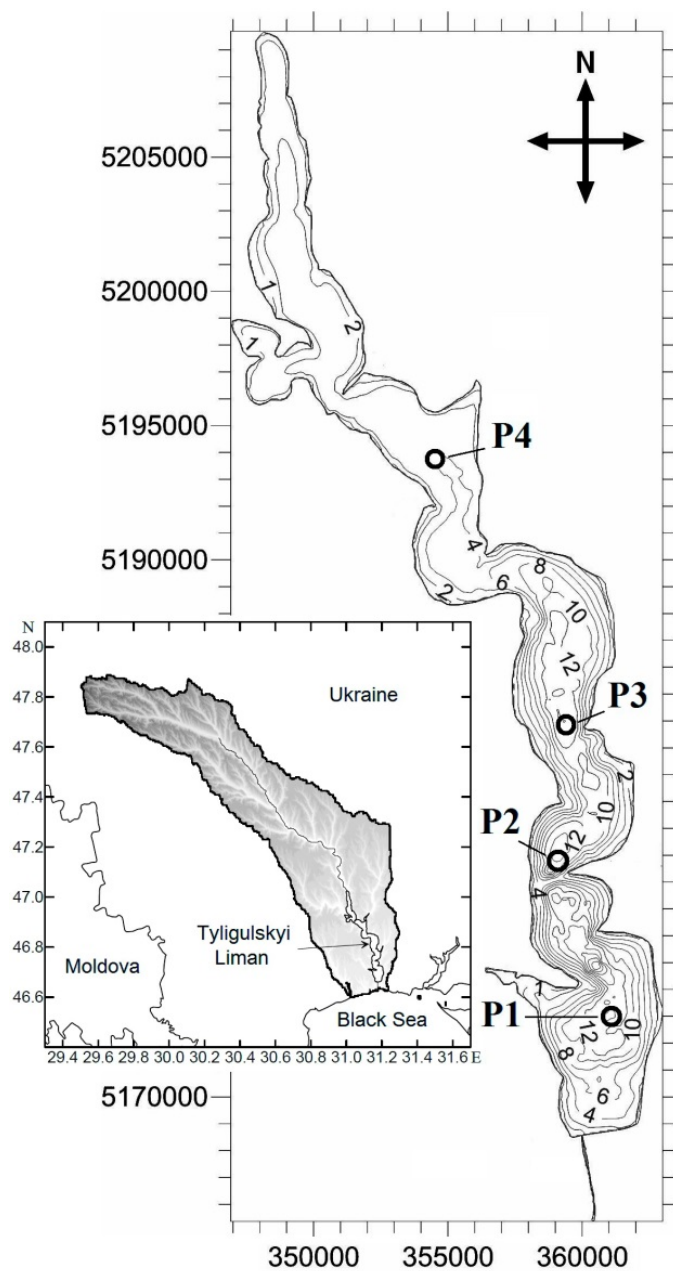 N
5205000
5200000
5195000
5190000
5170000
1
2
1
P4
4
2
6
8
10
12
P3
2
10
P2
12
4
1
P1
12
10
8
6
4
350000 355000 360000
N
48.0
47.8
47.6
47.4
47.2
47.0
46.8
46.6
Ukraine
Tyligulskyi
Liman
Moldova
Black Sea
29.4 29.6 29.8 30.0 30.2 30.4 30.6 30.8 31.0 31.2 31.4 31.6 E